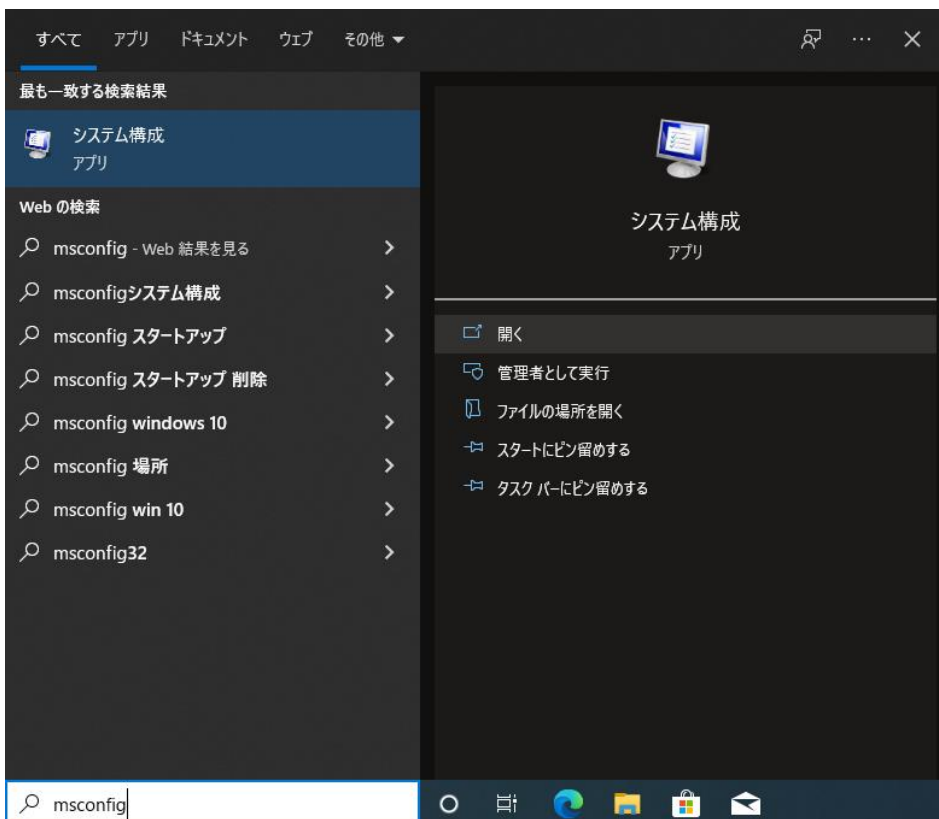 すべて アプリ ドキュメント ウェブ その他
最も一致する検索結果
システム構成
アプリ
Web の検索
msconfig - Web 結果を見る
msconfigシステム構成
msconfig スタートアップ
msconfig スタートアップ 削除
msconfig windows 10
msconfig 場所
msconfig win 10
msconfig32
システム構成
アプリ
開く
管理者として実行
ファイルの場所を開く
スタートにピン留めする
タスク バーにピン留めする
msconfig